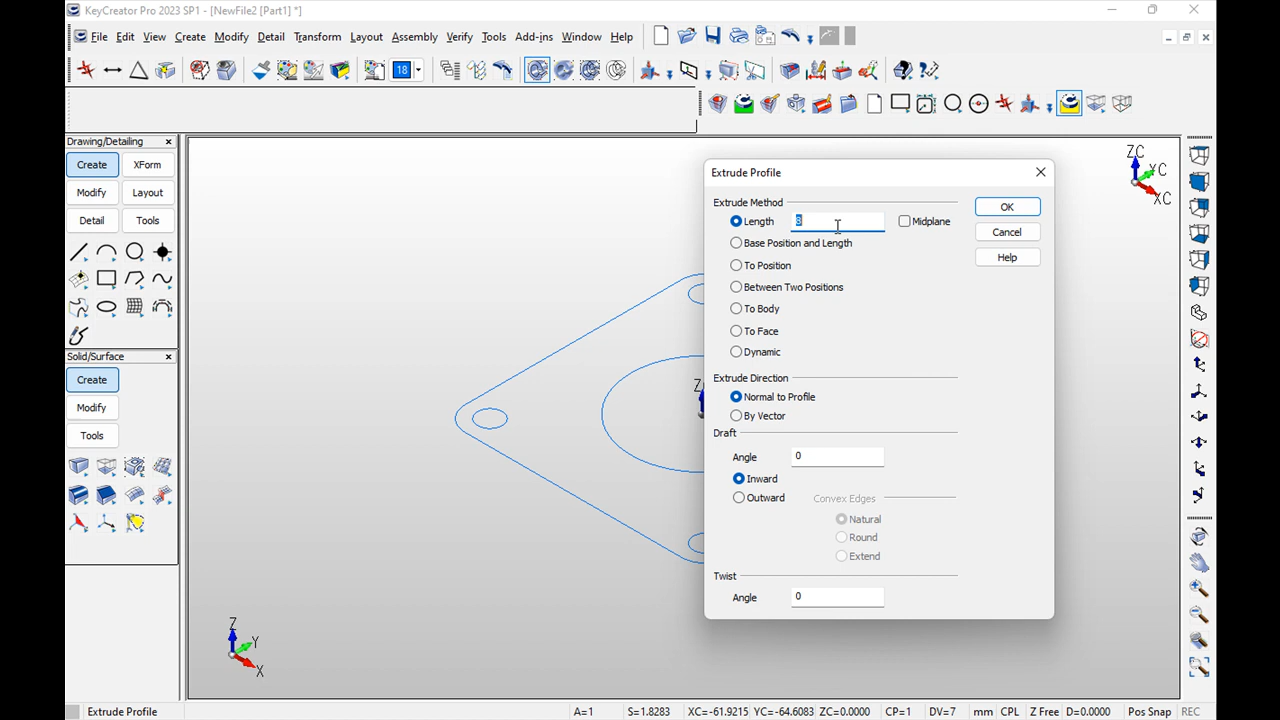 KeyCreator Pro 2023 SP1 - [NewFile2 [Part1] *]
File Edit View Create Modify Detail Transform Layout Assembly Verify Tools Add-ins Window Help
18
Drawing/Detailing
Create XForm
Modify Layout
Detail Tools
Solid/Surface
Create
Modify
Tools
ZC
YC
XC
Z
Y
X
Extrude Profile
Extrude Method
Length 8 Midplane
Base Position and Length
To Position
Between Two Positions
To Body
To Face
Dynamic
Extrude Direction
Normal to Profile
By Vector
Draft
Angle 0
Inward
Outward Convex Edges
Natural
Round
Extend
Twist
Angle 0
OK
Cancel
Help
Extrude Profile A=1 S=1.8283 XC=-61.9215 YC=-64.6083 ZC=0.0000 CP=1 DV=7 mm CPL Z Free D=0.0000 Pos Snap REC